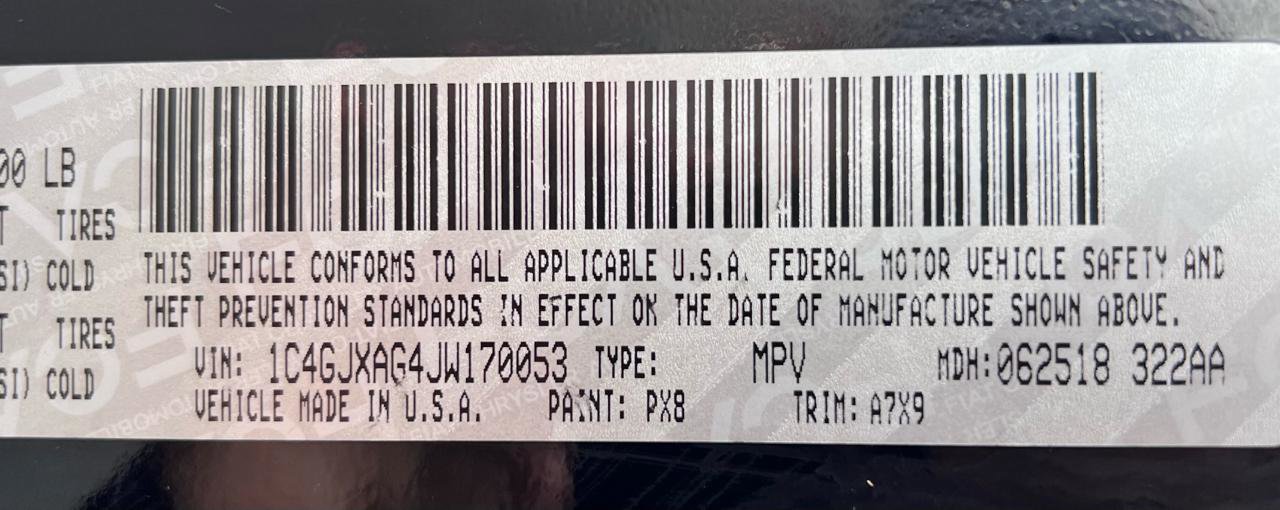 00 LB
T TIRES
SI) COLD
T TIRES
SI) COLD
THIS VEHICLE CONFORMS TO ALL APPLICABLE U.S.A. FEDERAL MOTOR VEHICLE SAFETY AND
THEFT PREVENTION STANDARDS IN EFFECT ON THE DATE OF MANUFACTURE SHOWN ABOVE.
VIN: 1C4GJXAG4JW170053 TYPE: MPV MDH:062518 322AA
VEHICLE MADE IN U.S.A. PAINT: PX8 TRIM: A7X9